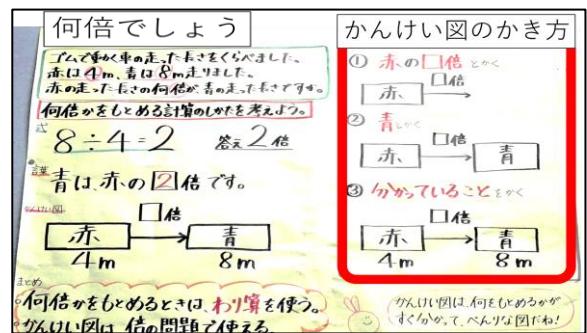 何倍でしょう
ゴムで動く車の走った長さをくらべました。
赤は4m、青は8m走りました。
赤の走った長さの何倍が、青の走った長さですか。
何倍かをもとめる計算のしかたを考えよう。
式
8÷4=2 答え2倍
言葉
青は、赤の2倍です。
かんけい図
□倍
赤 青
4m 8m
まとめ
何倍かをもとめるときは、わり算を使う。
かんけい図は、倍の問題で使える。
かんけい図のかき方
① 赤の□倍とかく
□倍
赤
② 青とかく
□倍
赤 青
③ 分かっていることをかく
□倍
赤 青
4m 8m
かんけい図は、何をもとめるかが
すぐ分かって、べんりな図だね!